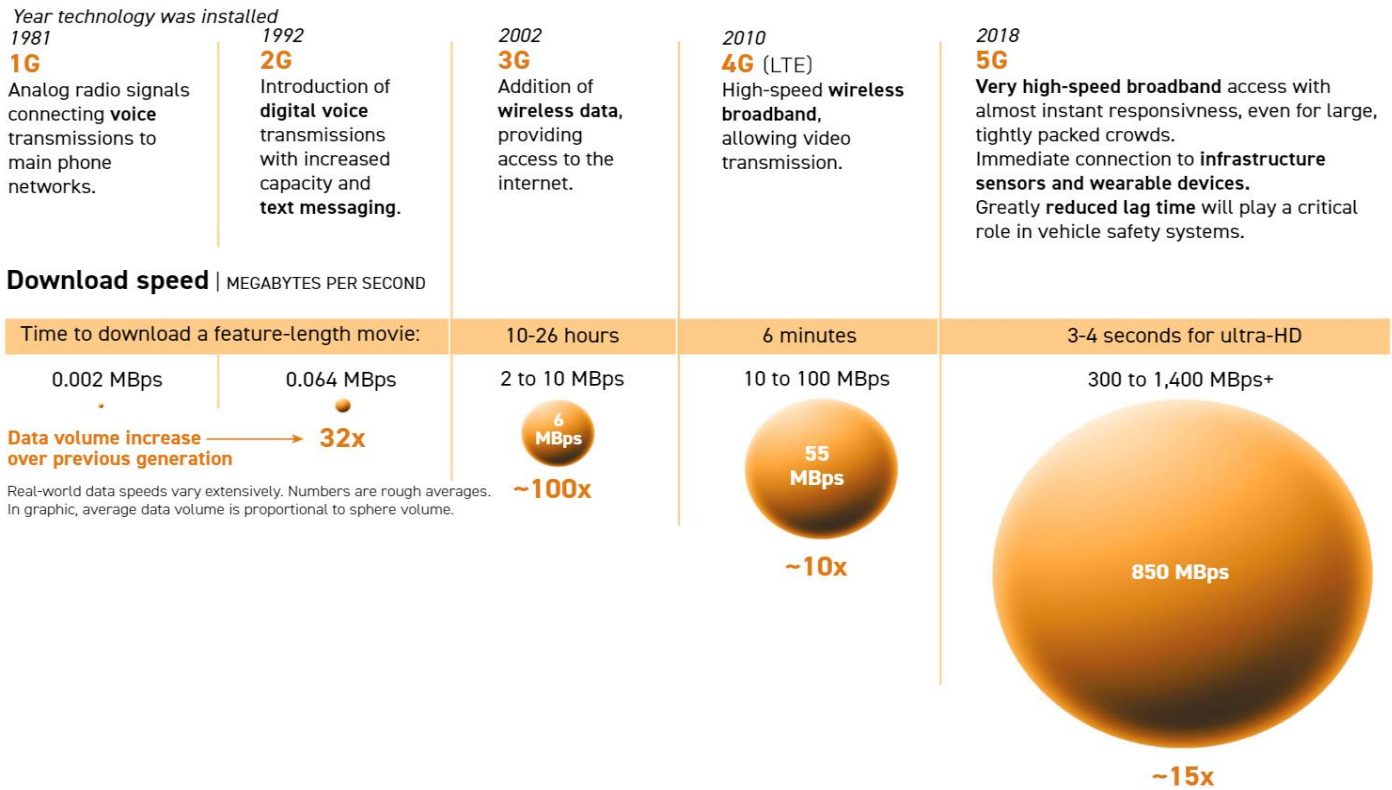 Year technology was installed
1981
1G
Analog radio signals
connecting voice
transmissions to
main phone
networks.
1992
2G
Introduction of
digital voice
transmissions
with increased
capacity and
text messaging.
2002
3G
Addition of
wireless data,
providing
access to the
internet.
2010
4G (LTE)
High-speed wireless
broadband,
allowing video
transmission.
2018
5G
Very high-speed broadband access with
almost instant responsivness, even for large,
tightly packed crowds.
Immediate connection to infrastructure
sensors and wearable devices.
Greatly reduced lag time will play a critical
role in vehicle safety systems.
Download speed | MEGABYTES PER SECOND
Time to download a feature-length movie:
10-26 hours
6 minutes
3-4 seconds for ultra-HD
0.002 MBps
0.064 MBps
2 to 10 MBps
10 to 100 MBps
300 to 1,400 MBps+
Data volume increase
over previous generation
32x
6
MBps
~100x
55
MBps
~10x
850 MBps
~15x
Real-world data speeds vary extensively. Numbers are rough averages.
In graphic, average data volume is proportional to sphere volume.